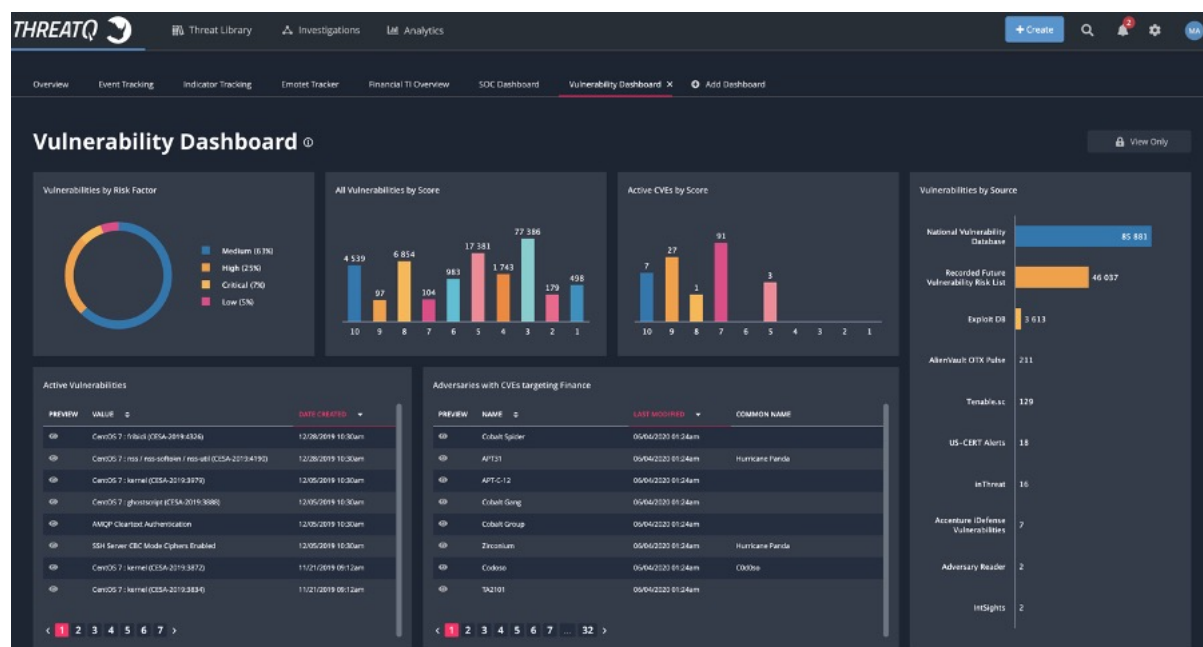 THREATQ
Threat Library
Investigations
Analytics
+ Create
2
MA
Overview
Event Tracking
Indicator Tracking
Emotet Tracker
Financial TI Overview
SOC Dashboard
Vulnerability Dashboard ×
Add Dashboard
Vulnerability Dashboard
View Only
Vulnerabilities by Risk Factor
Medium (63%)
High (25%)
Critical (7%)
Low (5%)
All Vulnerabilities by Score
4 539
97
6 854
104
983
17 381
1 743
77 386
179
498
10 9 8 7 6 5 4 3 2 1
Active CVEs by Score
7
27
1
91
3
10 9 8 7 6 5 4 3 2 1
Vulnerabilities by Source
National Vulnerability
Database
85 881
Recorded Future
Vulnerability Risk List
46 037
Exploit DB
3 613
AlienVault OTX Pulse
211
Tenable.sc
129
US-CERT Alerts
18
inThreat
16
Accenture iDefense
Vulnerabilities
7
Adversary Reader
2
IntSights
2
Active Vulnerabilities
PREVIEW VALUE DATE CREATED
CentOS 7 : fribidi (CESA-2019:4326) 12/28/2019 10:30am
CentOS 7 : nss / nss-softokn / nss-util (CESA-2019:4190) 12/28/2019 10:30am
CentOS 7 : kernel (CESA-2019:3979) 12/05/2019 10:30am
CentOS 7 : ghostscript (CESA-2019:3888) 12/05/2019 10:30am
AMQP Cleartext Authentication 12/05/2019 10:30am
SSH Server CBC Mode Ciphers Enabled 12/05/2019 10:30am
CentOS 7 : kernel (CESA-2019:3872) 11/21/2019 09:12am
CentOS 7 : kernel (CESA-2019:3834) 11/21/2019 09:12am
< 1 2 3 4 5 6 7 >
Adversaries with CVEs targeting Finance
PREVIEW NAME LAST MODIFIED COMMON NAME
Cobalt Spider 06/04/2020 01:24am
APT31 06/04/2020 01:24am Hurricane Panda
APT-C-12 06/04/2020 01:24am
Cobalt Gang 06/04/2020 01:24am
Cobalt Group 06/04/2020 01:24am
Zirconium 06/04/2020 01:24am Hurricane Panda
Codoso 06/04/2020 01:24am C0d0so
TA2101 06/04/2020 01:24am
< 1 2 3 4 5 6 7 ... 32 >